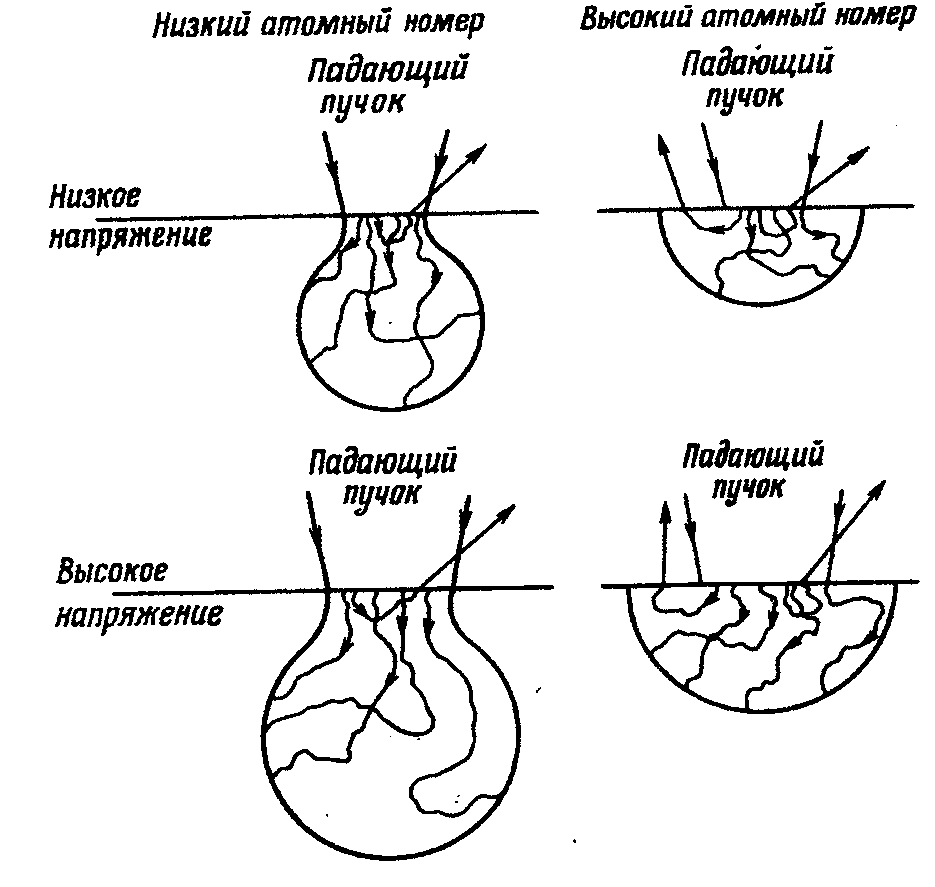 Низкий атомный номер
Высокий атомный номер
Падающий
пучок
Падающий
пучок
Низкое
напряжение
Падающий
пучок
Падающий
пучок
Высокое
напряжение